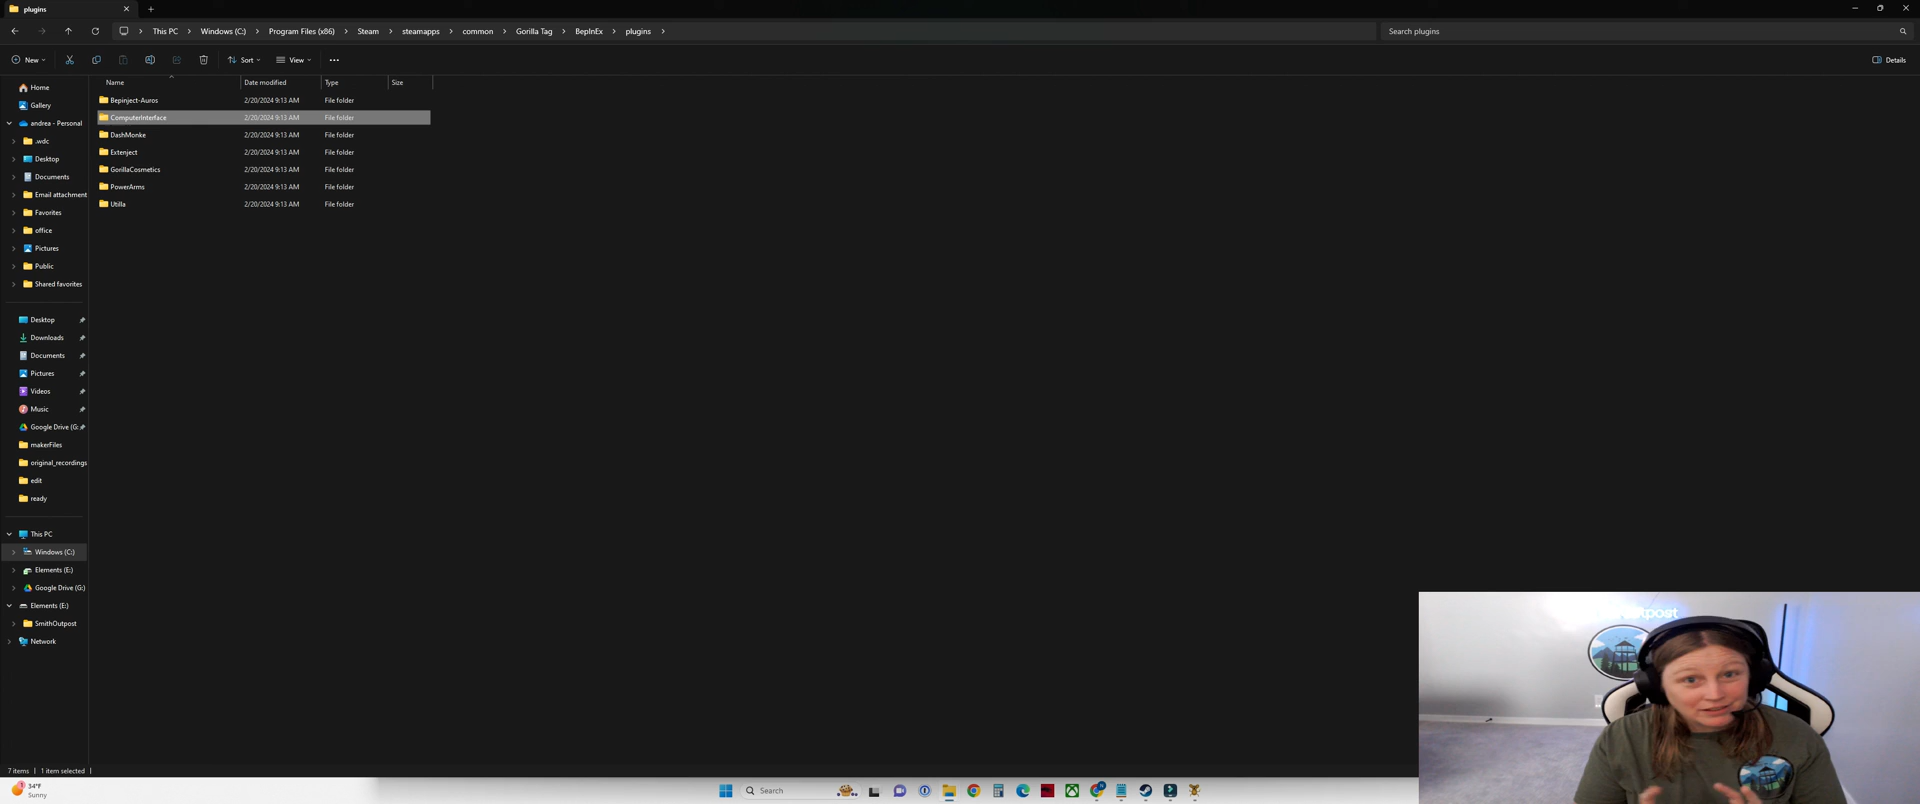 plugins
This PC > Windows (C:) > Program Files (x86) > Steam > steamapps > common > Gorilla Tag > BepInEx > plugins >
Search plugins
New
Sort
View
Details
Name Date modified Type Size
Bepinject-Auros 2/20/2024 9:13 AM File folder
ComputerInterface 2/20/2024 9:13 AM File folder
DashMonke 2/20/2024 9:13 AM File folder
Extenject 2/20/2024 9:13 AM File folder
GorillaCosmetics 2/20/2024 9:13 AM File folder
PowerArms 2/20/2024 9:13 AM File folder
Utilla 2/20/2024 9:13 AM File folder
Home
Gallery
andrea - Personal
.wdc
Desktop
Documents
Email attachment
Favorites
office
Pictures
Public
Shared favorites
Desktop
Downloads
Documents
Pictures
Videos
Music
Google Drive (G:
makerFiles
original_recordings
edit
ready
This PC
Windows (C:)
Elements (E:)
Google Drive (G:)
Elements (E:)
SmithOutpost
Network
7 items 1 item selected
34°F
Sunny
Search